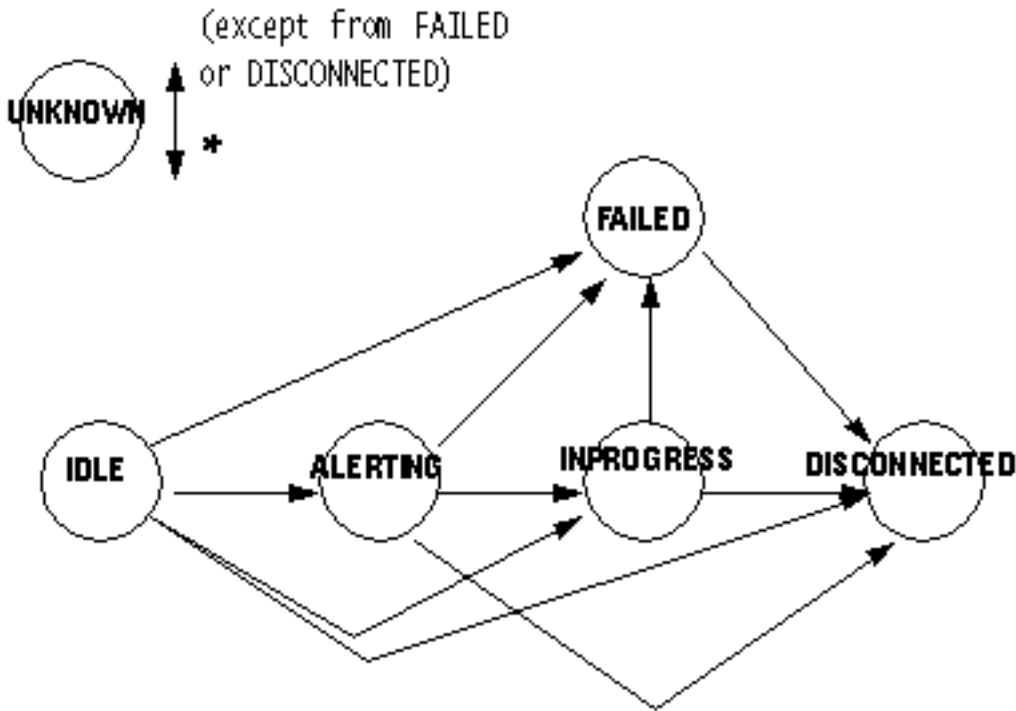 (except from FAILED
or DISCONNECTED)
UNKNOWN
*
FAILED
IDLE
ALERTING
INPROGRESS
DISCONNECTED